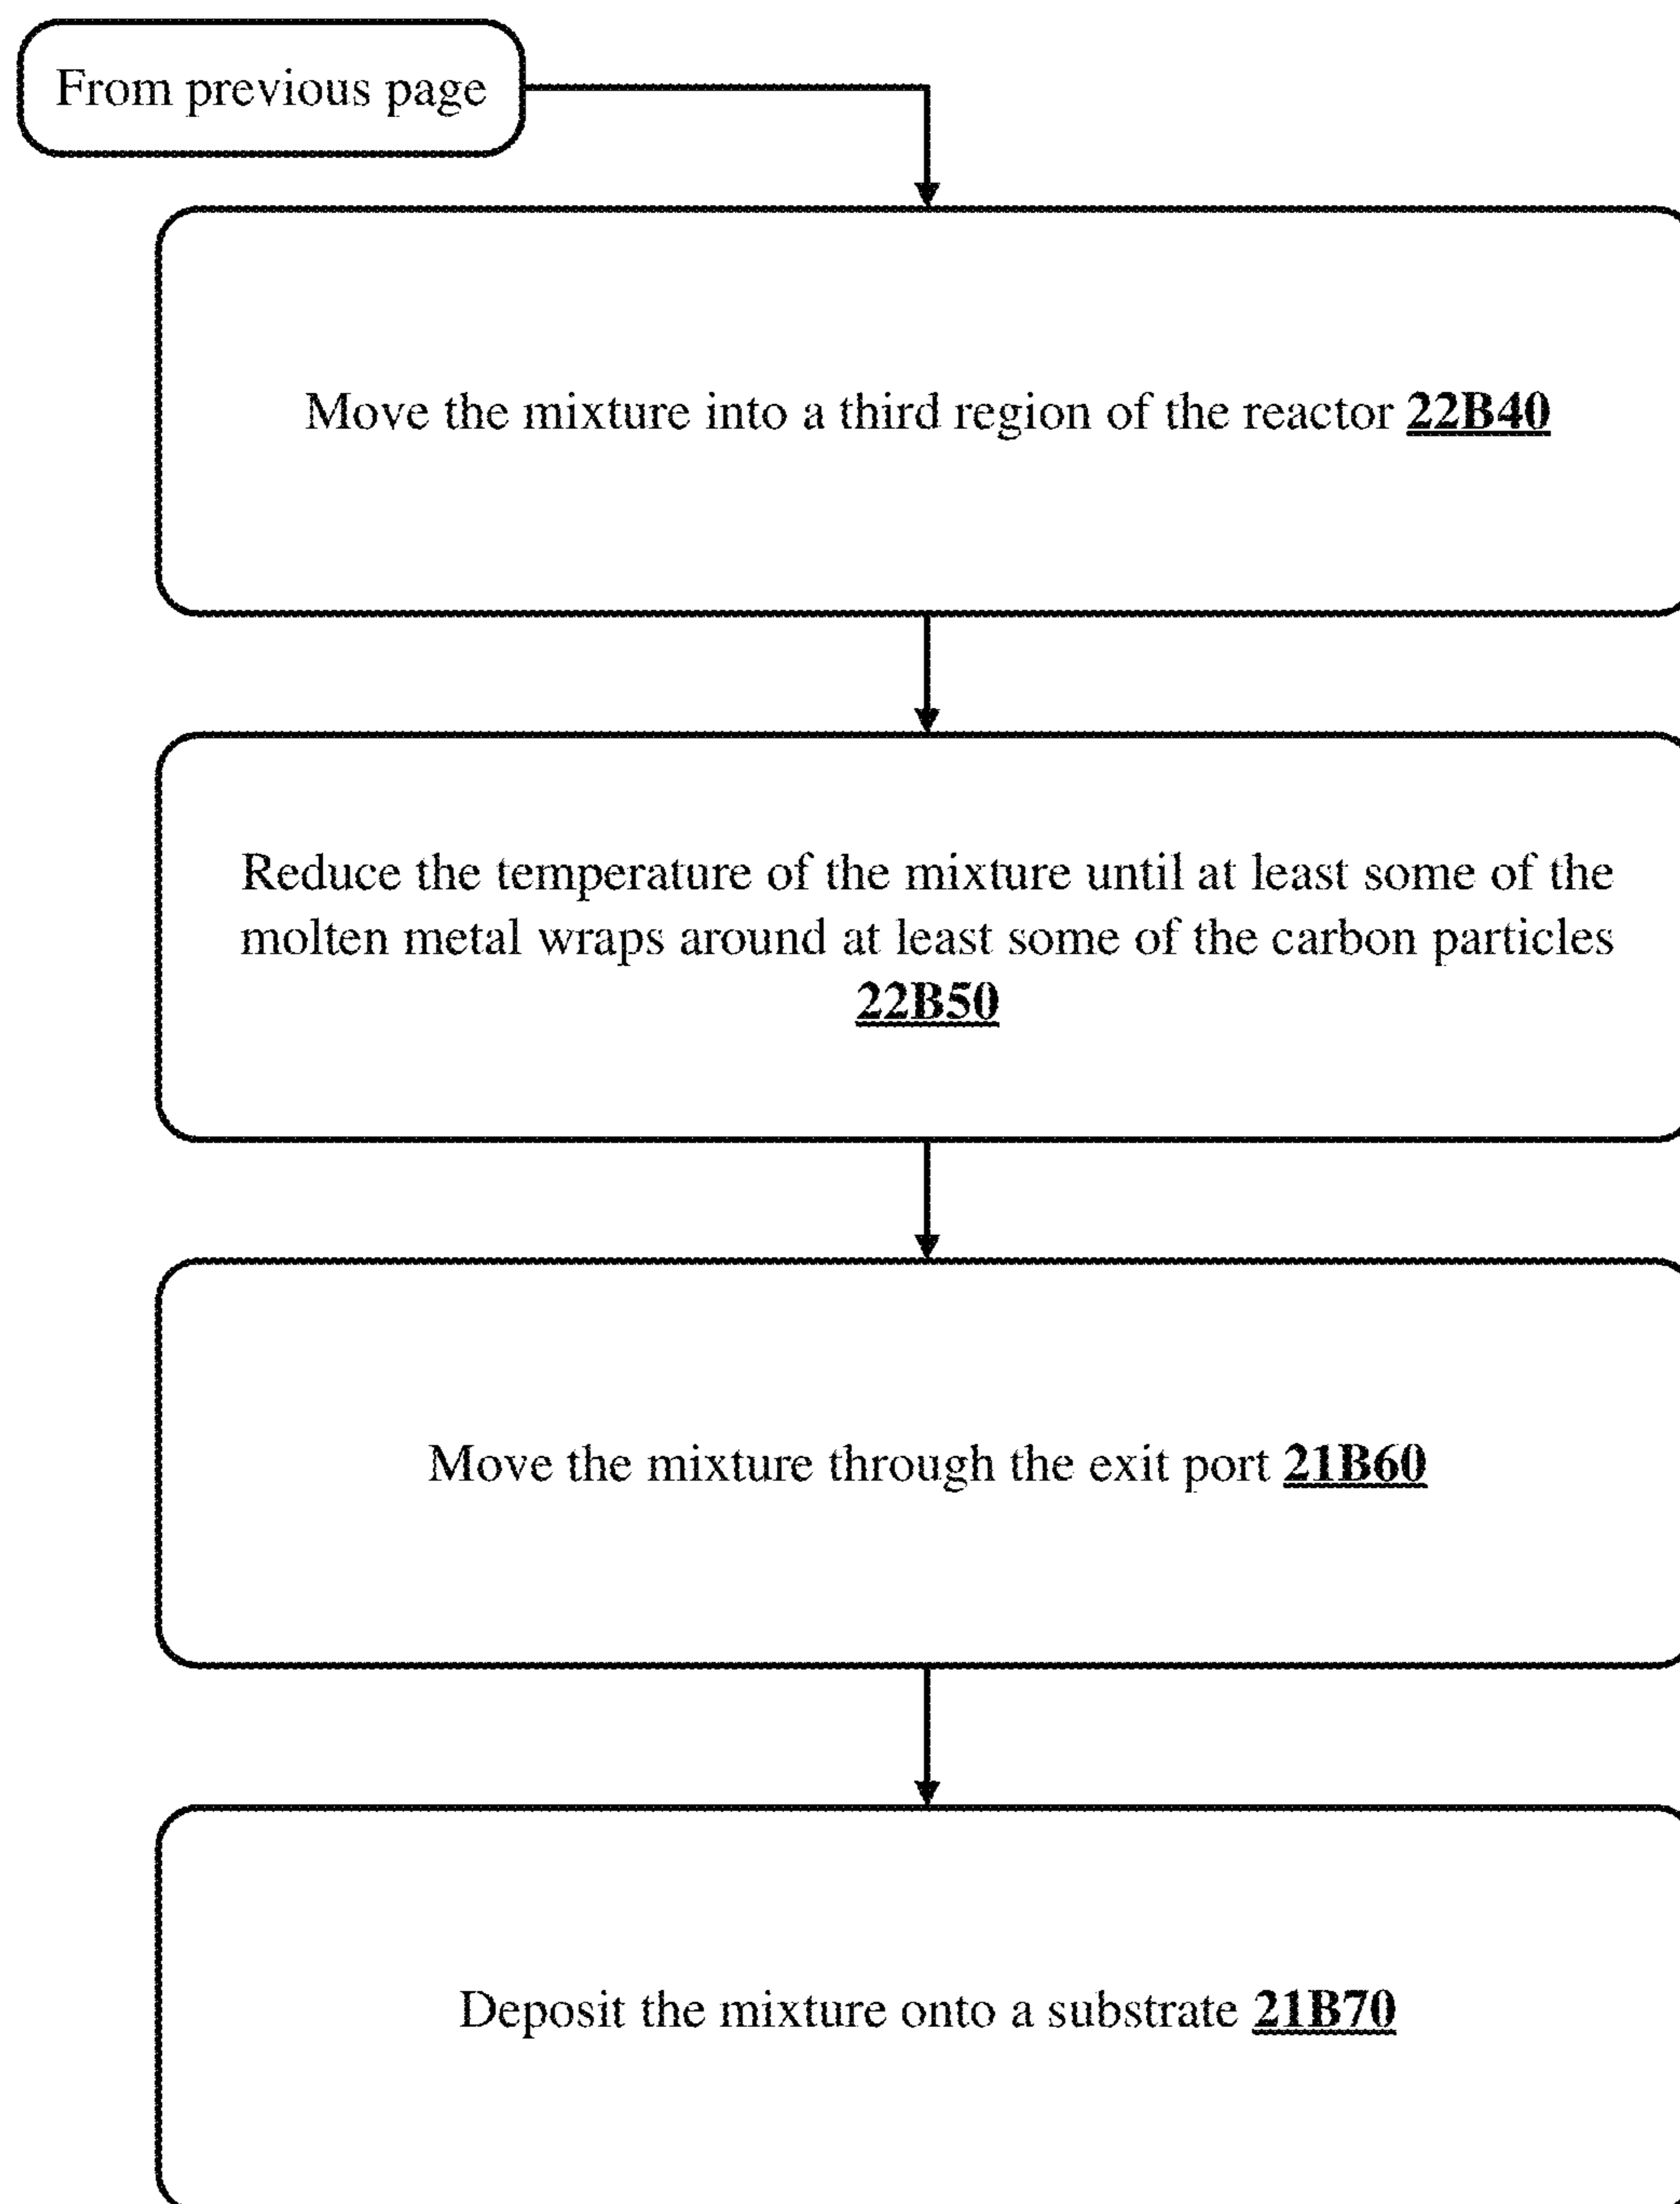 From previous page
Move the mixture into a third region of the reactor 22B40
Reduce the temperature of the mixture until at least some of the
molten metal wraps around at least some of the carbon particles
22B50
Move the mixture through the exit port 21B60
Deposit the mixture onto a substrate 21B70